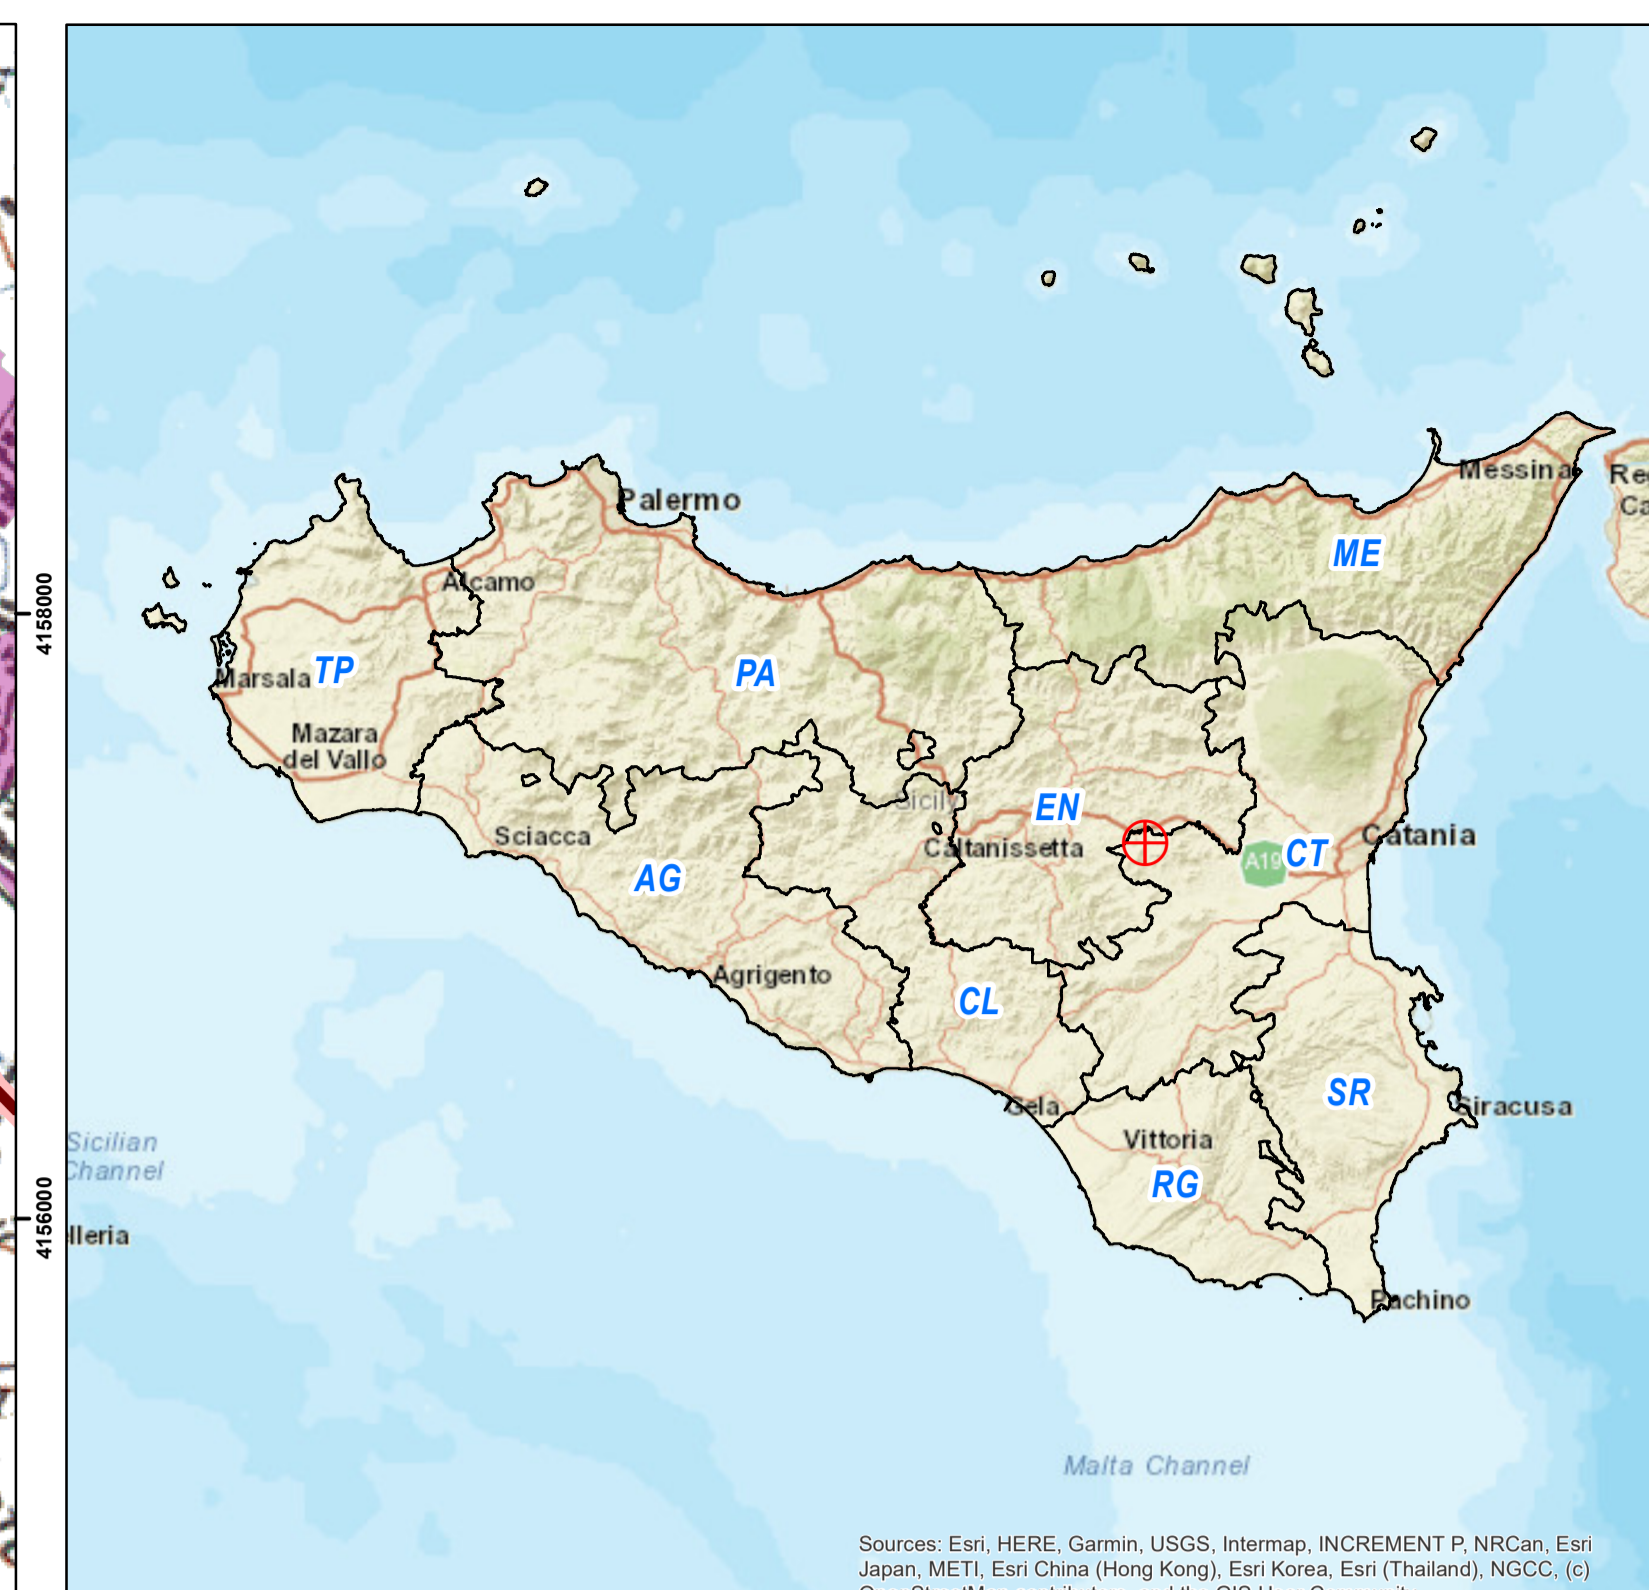 Palermo
Messina
ME
4158000
Alcamo
Marsala
TP
PA
Mazara
del Vallo
Sicily
EN
Sciacca
Caltanissetta
A19
CT
Catania
AG
Agrigento
CL
SR
Gela
Siracusa
Vittoria
Sicilian
Channel
RG
4156000
lleria
Pachino
Malta Channel
Sources: Esri, HERE, Garmin, USGS, Intermap, INCREMENT P, NRCan, Esri
Japan, METI, Esri China (Hong Kong), Esri Korea, Esri (Thailand), NGCC, (c)